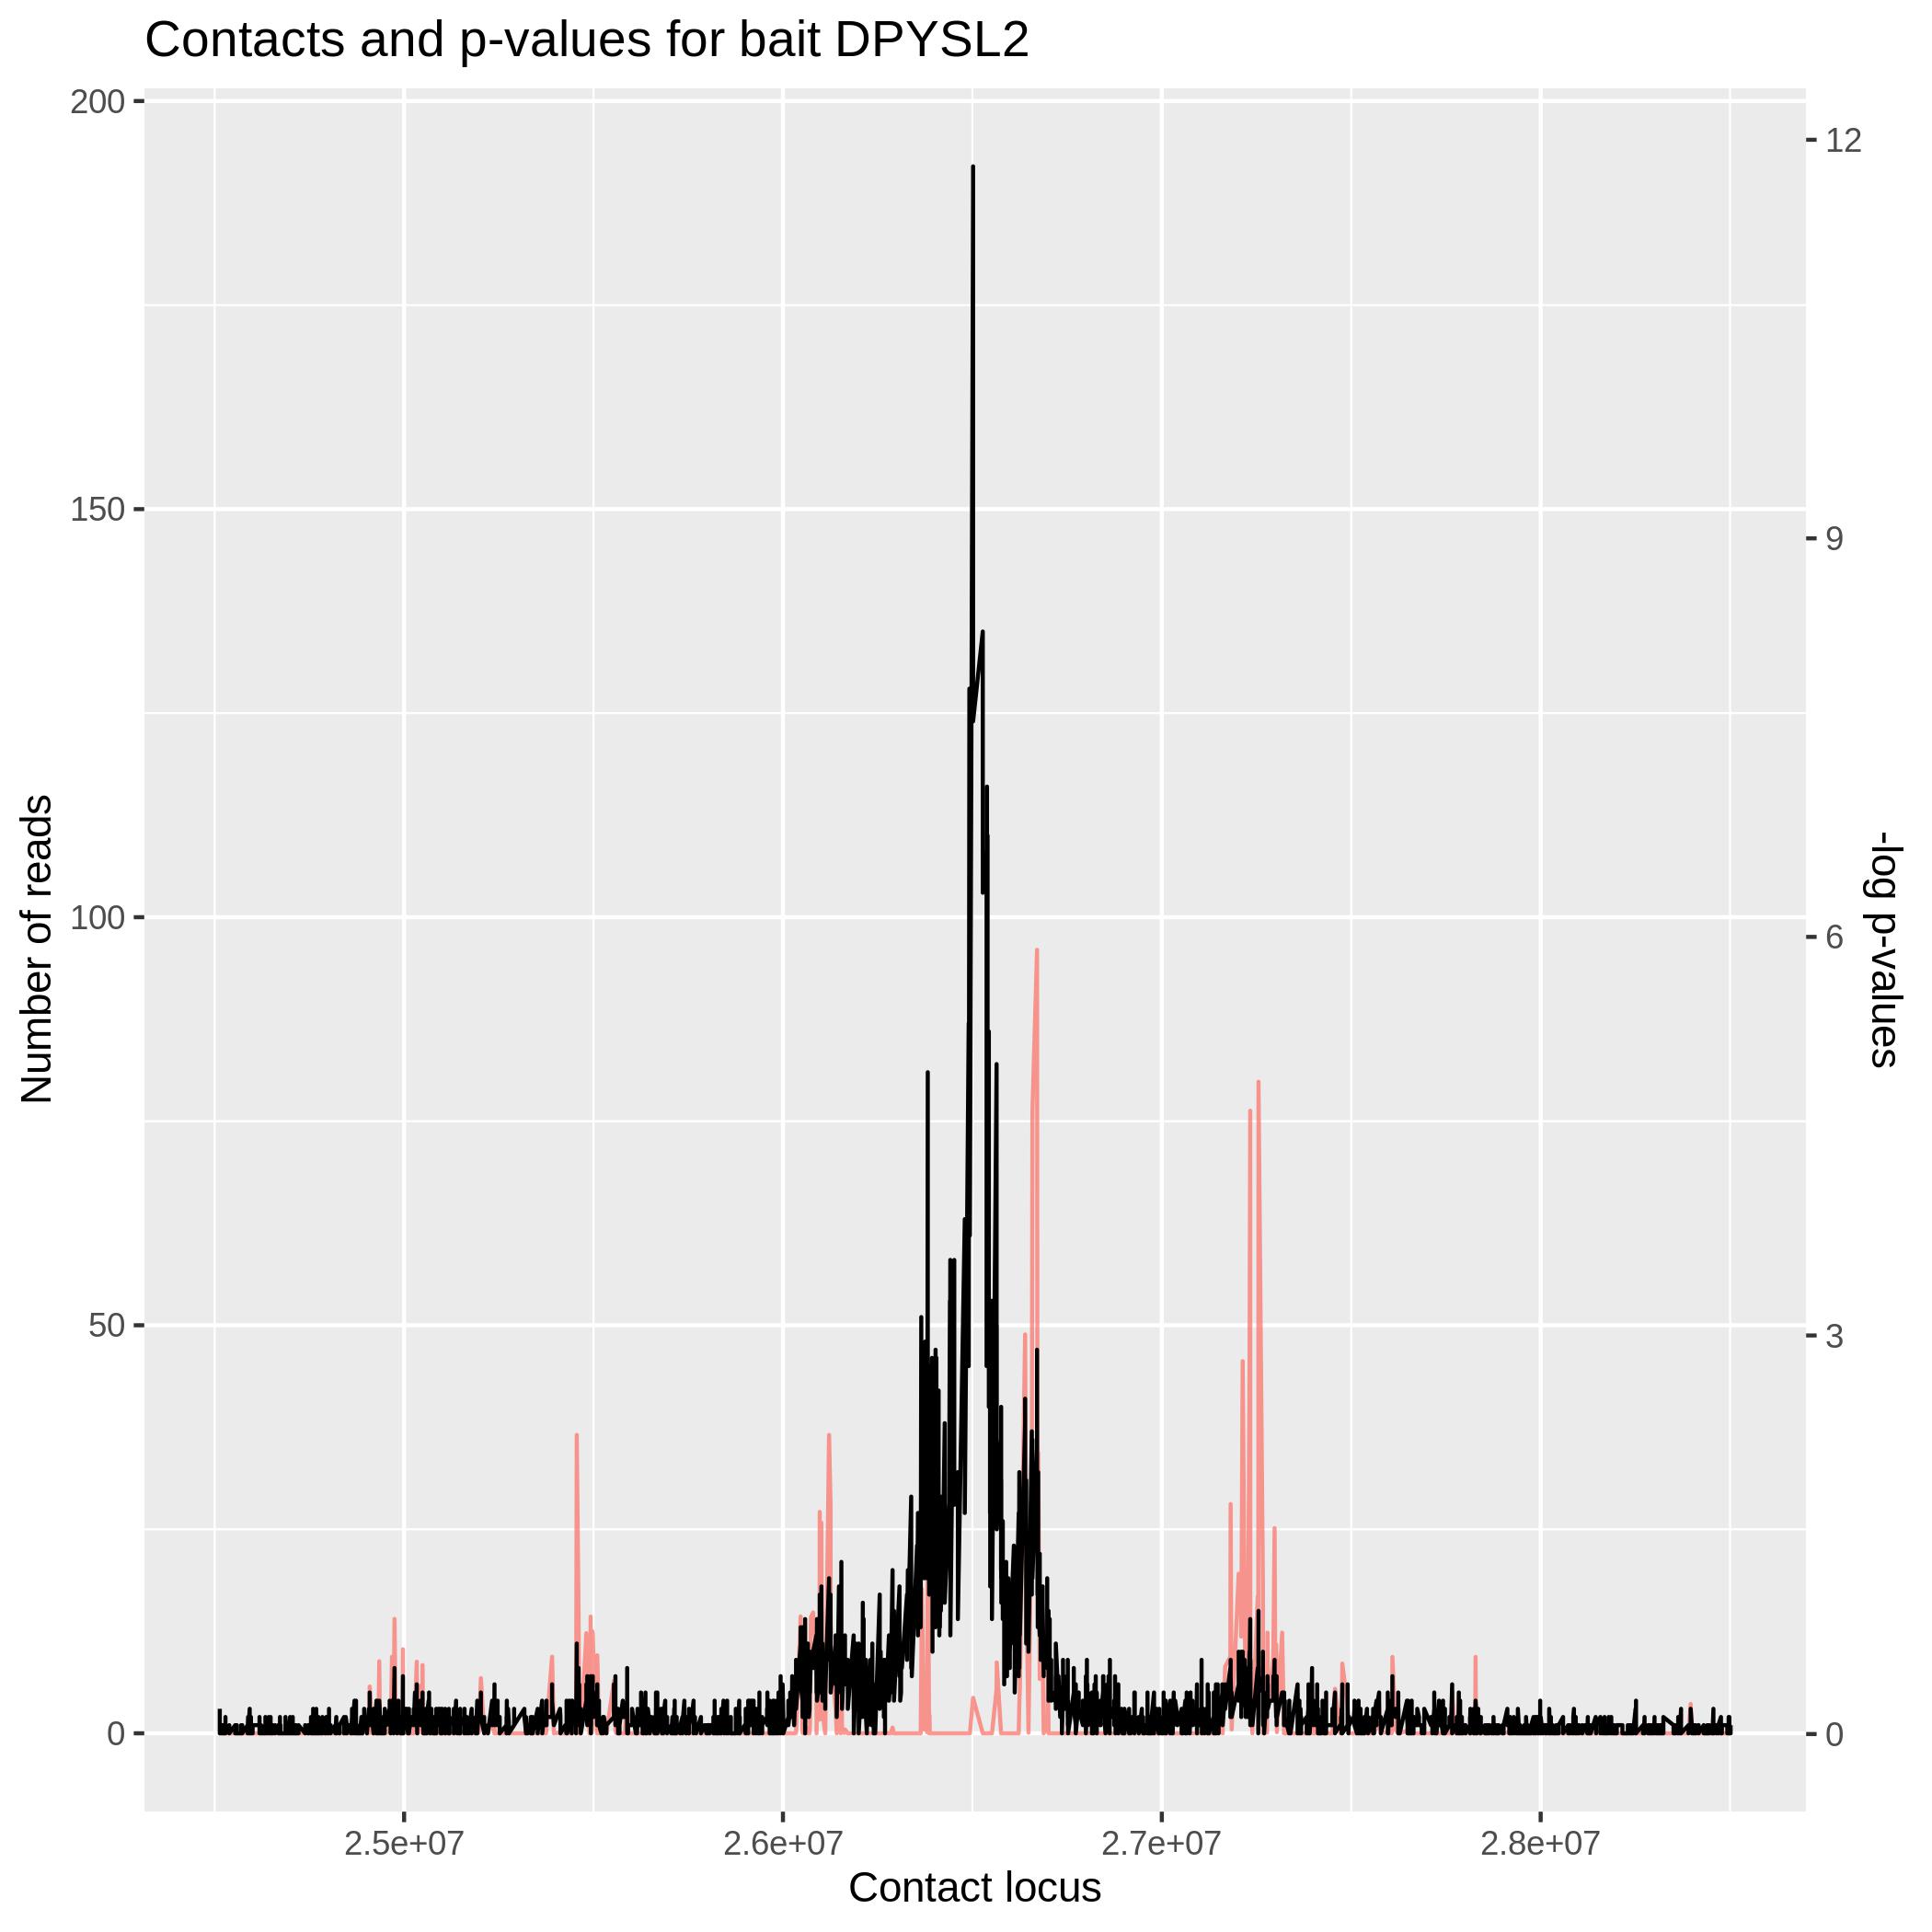 Contacts and p-values for bait DPYSL2
200
150
100
50
0
Number of reads
12
9
6
3
0
-log p-values
2.5e+07
2.6e+07
2.7e+07
2.8e+07
Contact locus